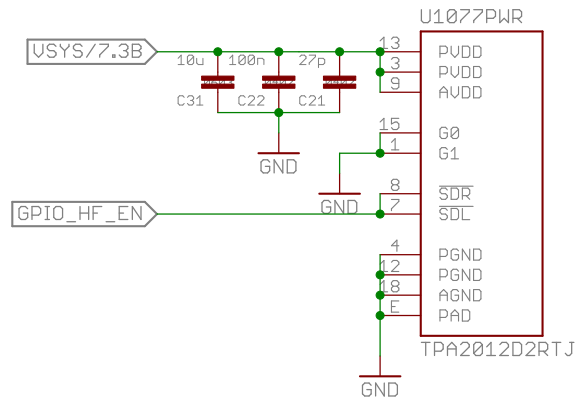 U1077PWR
VSYS/7.3B
10u 100n 27p
C31 C22 C21
GND
13 PVDD
3 PVDD
9 AVDD
15 G0
1 G1
GND
GPIO_HF_EN
8 SDR
7 SDL
4 PGND
12 PGND
18 AGND
E PAD
TPA2012D2RTJ
GND